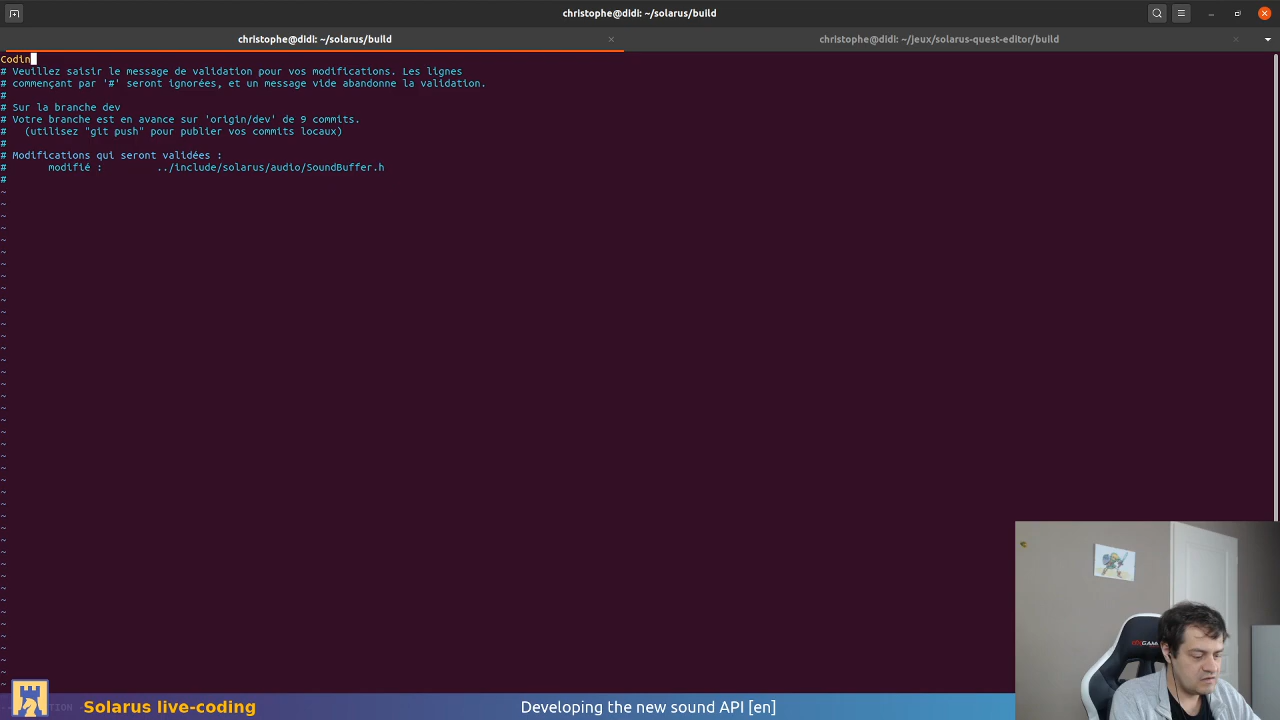 christophe@didi: ~/solarus/build
christophe@didi: ~/solarus/build
christophe@didi: ~/jeux/solarus-quest-editor/build
Codin
# Veuillez saisir le message de validation pour vos modifications. Les lignes
# commençant par '#' seront ignorées, et un message vide abandonne la validation.
#
# Sur la branche dev
# Votre branche est en avance sur 'origin/dev' de 9 commits.
#   (utilisez "git push" pour publier vos commits locaux)
#
# Modifications qui seront validées :
#       modifié :         ../include/solarus/audio/SoundBuffer.h
#
Solarus live-coding
Developing the new sound API [en]